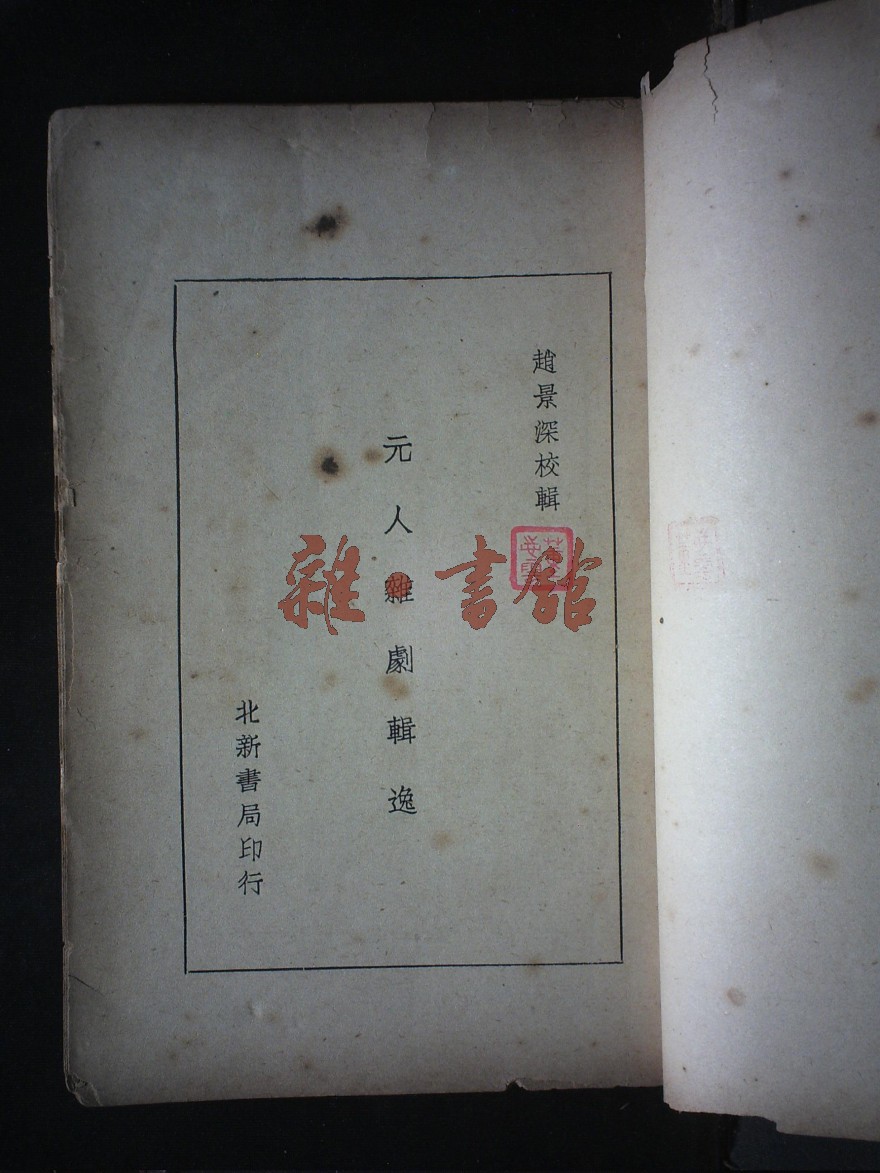 趙景深校輯
元人雜劇輯逸
北新書局印行
雜·書館